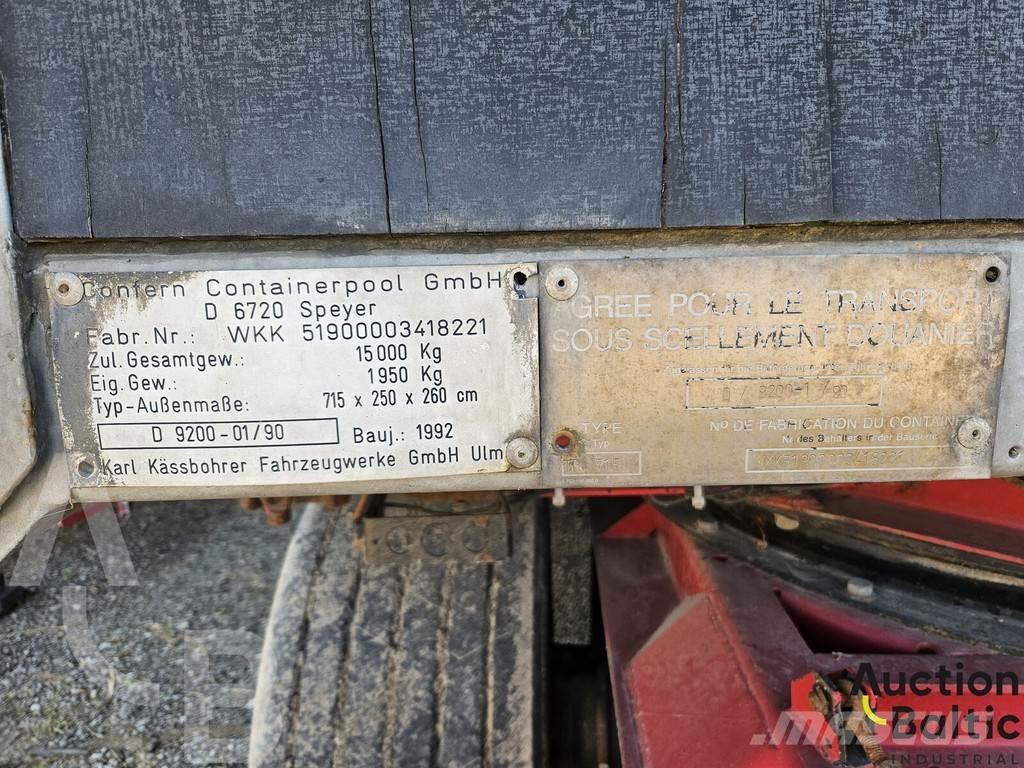 Confern Containerpool GmbH
D 6720 Speyer
Fabr.Nr.: WKK 51900003418221
Zul.Gesamtgew.: 15000 Kg
Eig.Gew.: 1950 Kg
Typ-Außenmaße: 715 x 250 x 260 cm
D 9200-01/90 Bauj.: 1992
Karl Kässbohrer Fahrzeugwerke GmbH Ulm
AGREE POUR LE TRANSPORT
SOUS SCELLEMENT DOUANIER
TYPE
Typ
Nº DE FABRICATION DU CONTAINE
Auction
Baltic
INDUSTRIAL